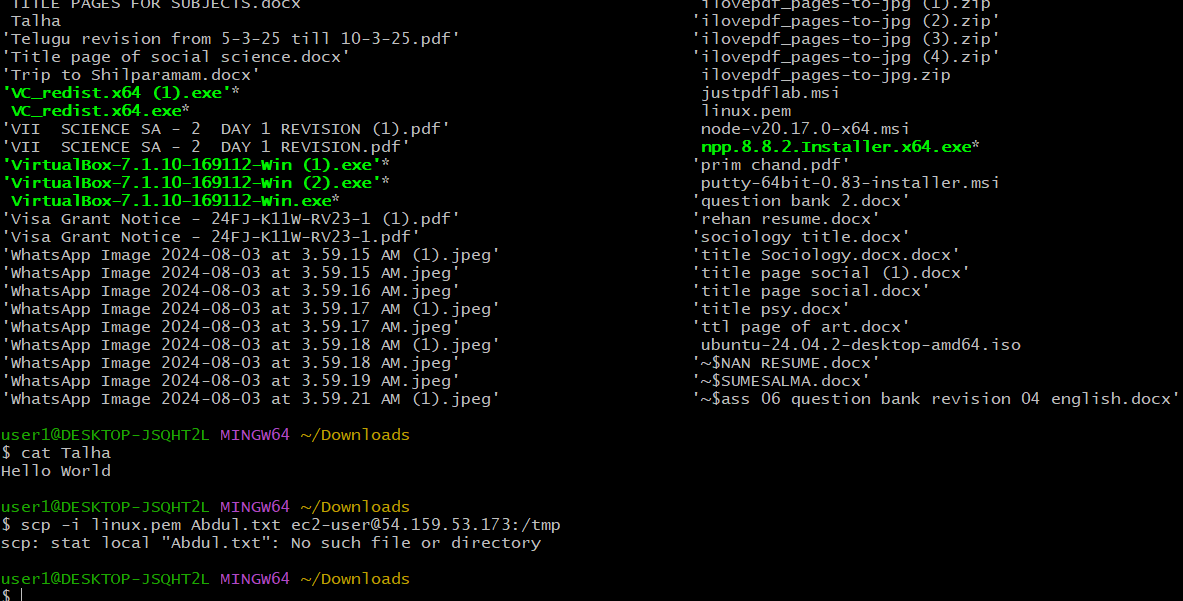 TITLE PAGES FOR SUBJECTS.docx 'ilovepdf_pages-to-jpg (1).zip'
Talha 'ilovepdf_pages-to-jpg (2).zip'
'Telugu revision from 5-3-25 till 10-3-25.pdf' 'ilovepdf_pages-to-jpg (3).zip'
'Title page of social science.docx' 'ilovepdf_pages-to-jpg (4).zip'
'Trip to Shilparamam.docx' ilovepdf_pages-to-jpg.zip
'VC_redist.x64 (1).exe'* justpdflab.msi
VC_redist.x64.exe* linux.pem
'VII  SCIENCE SA - 2  DAY 1 REVISION (1).pdf' node-v20.17.0-x64.msi
'VII  SCIENCE SA - 2  DAY 1 REVISION.pdf' npp.8.8.2.Installer.x64.exe*
'VirtualBox-7.1.10-169112-Win (1).exe'* 'prim chand.pdf'
'VirtualBox-7.1.10-169112-Win (2).exe'* putty-64bit-0.83-installer.msi
VirtualBox-7.1.10-169112-Win.exe* 'question bank 2.docx'
'Visa Grant Notice - 24FJ-K11W-RV23-1 (1).pdf' 'rehan resume.docx'
'Visa Grant Notice - 24FJ-K11W-RV23-1.pdf' 'sociology title.docx'
'WhatsApp Image 2024-08-03 at 3.59.15 AM (1).jpeg' 'title Sociology.docx.docx'
'WhatsApp Image 2024-08-03 at 3.59.15 AM.jpeg' 'title page social (1).docx'
'WhatsApp Image 2024-08-03 at 3.59.16 AM.jpeg' 'title page social.docx'
'WhatsApp Image 2024-08-03 at 3.59.17 AM (1).jpeg' 'title psy.docx'
'WhatsApp Image 2024-08-03 at 3.59.17 AM.jpeg' 'ttl page of art.docx'
'WhatsApp Image 2024-08-03 at 3.59.18 AM (1).jpeg' ubuntu-24.04.2-desktop-amd64.iso
'WhatsApp Image 2024-08-03 at 3.59.18 AM.jpeg' '~$NAN RESUME.docx'
'WhatsApp Image 2024-08-03 at 3.59.19 AM.jpeg' '~$SUMESALMA.docx'
'WhatsApp Image 2024-08-03 at 3.59.21 AM (1).jpeg' '~$ass 06 question bank revision 04 english.docx'
user1@DESKTOP-JSQHT2L MINGW64 ~/Downloads
$ cat Talha
Hello World
user1@DESKTOP-JSQHT2L MINGW64 ~/Downloads
$ scp -i linux.pem Abdul.txt ec2-user@54.159.53.173:/tmp
scp: stat local "Abdul.txt": No such file or directory
user1@DESKTOP-JSQHT2L MINGW64 ~/Downloads
$